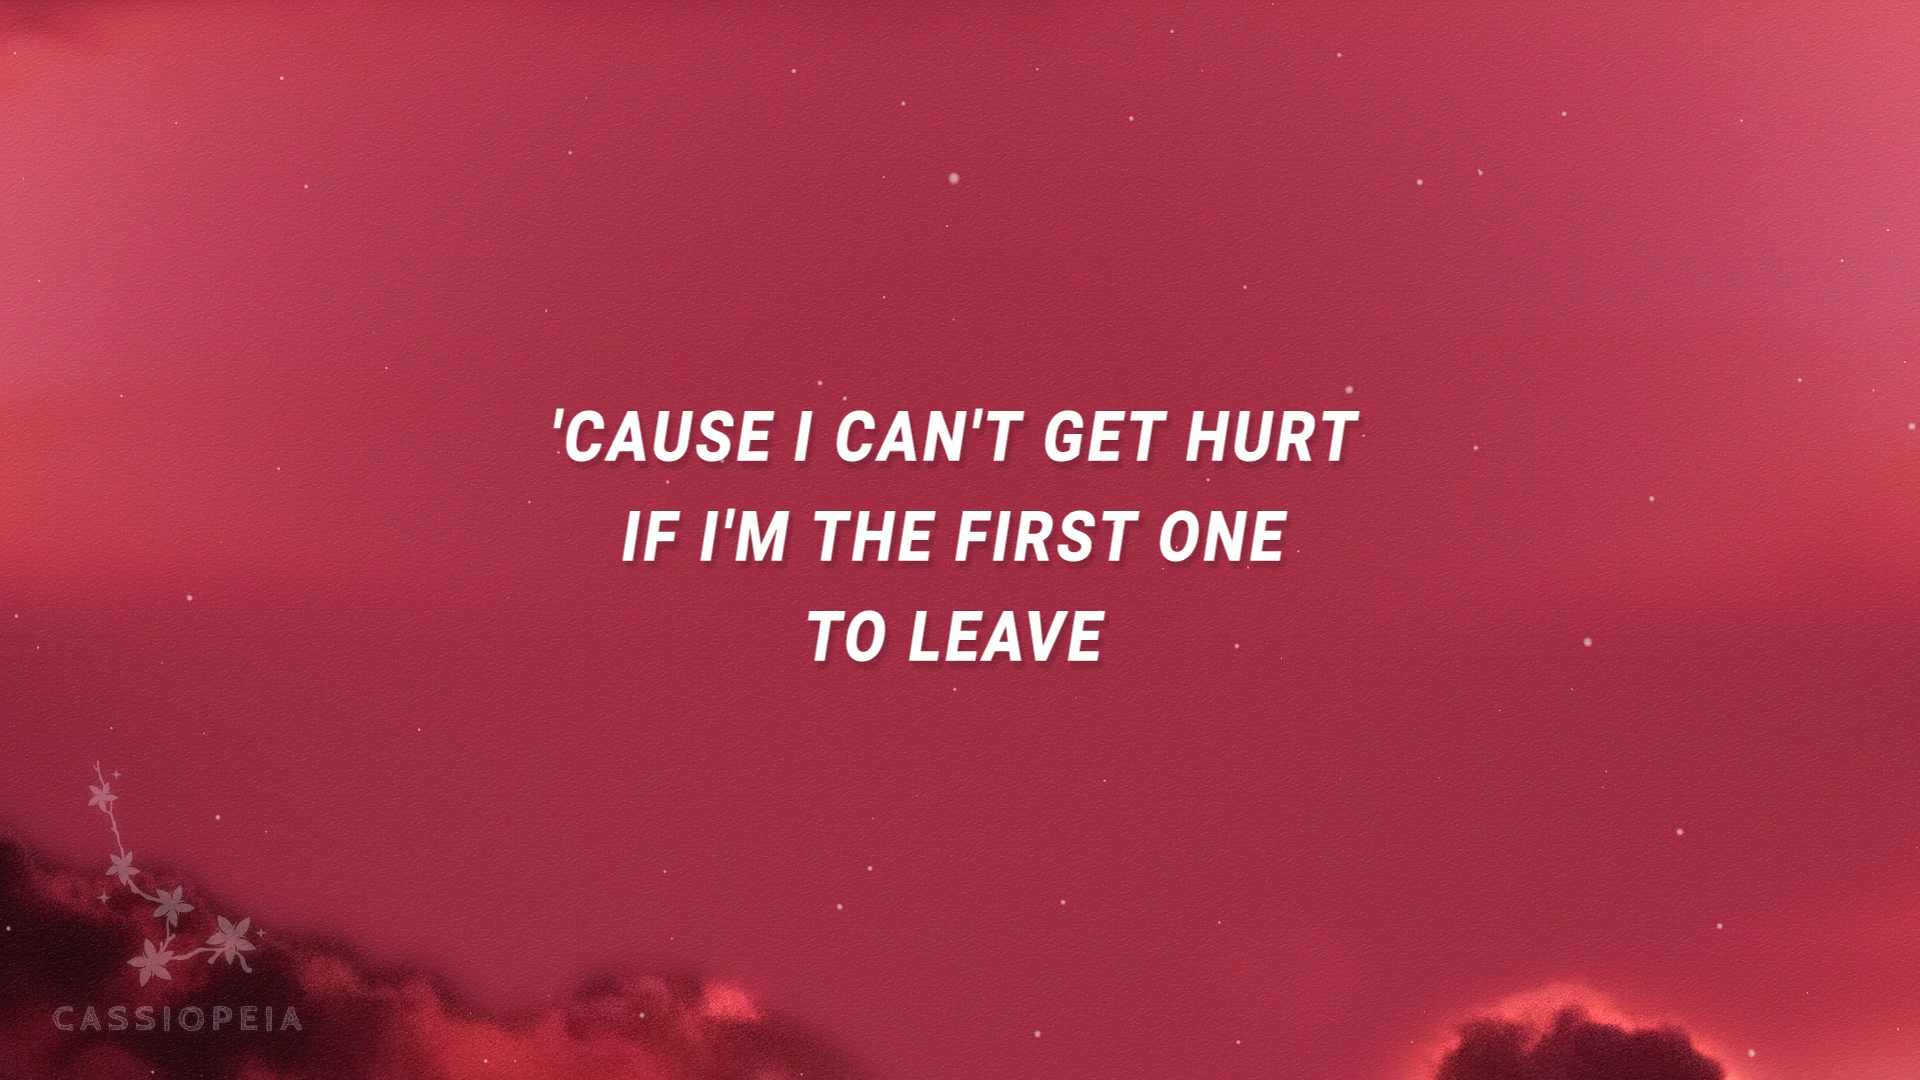 'CAUSE I CAN'T GET HURT
IF I'M THE FIRST ONE
TO LEAVE
CASSIOPEIA